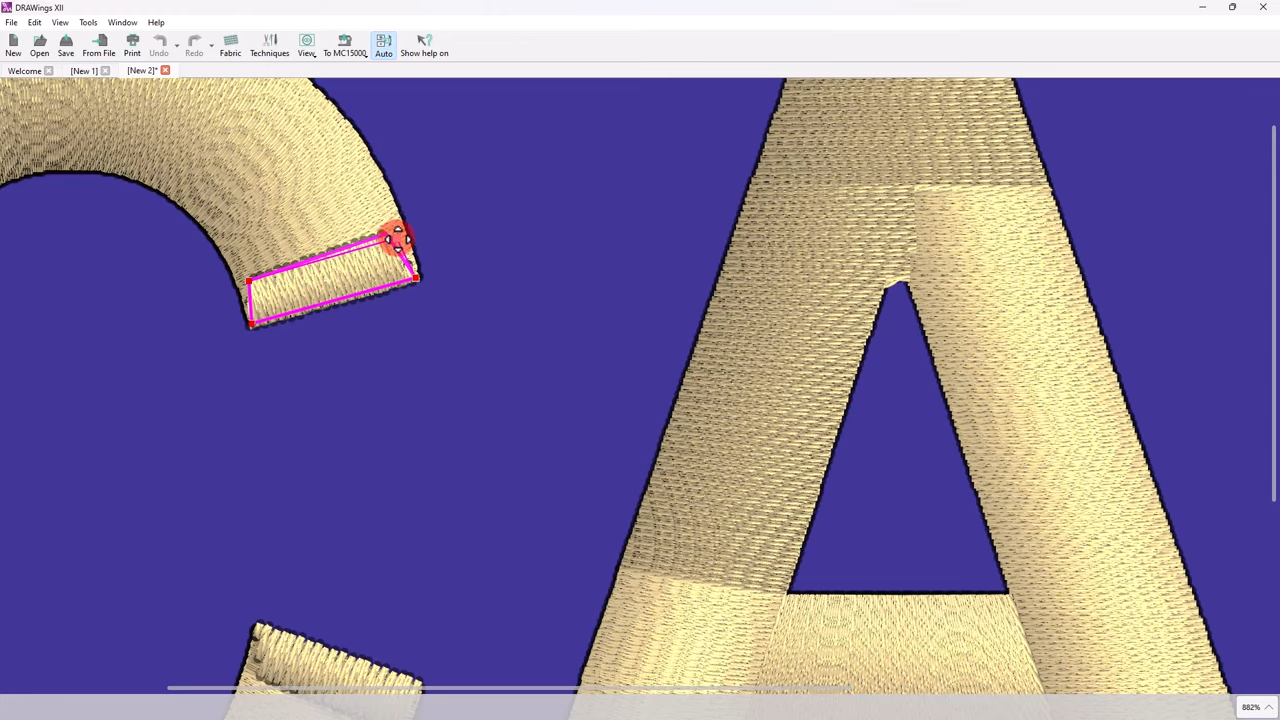 DRAWings XII
File Edit View Tools Window Help
New Open Save From File Print Undo Redo Fabric Techniques View To MC15000 Auto Show help on
Welcome [New 1] [New 2]*
882%